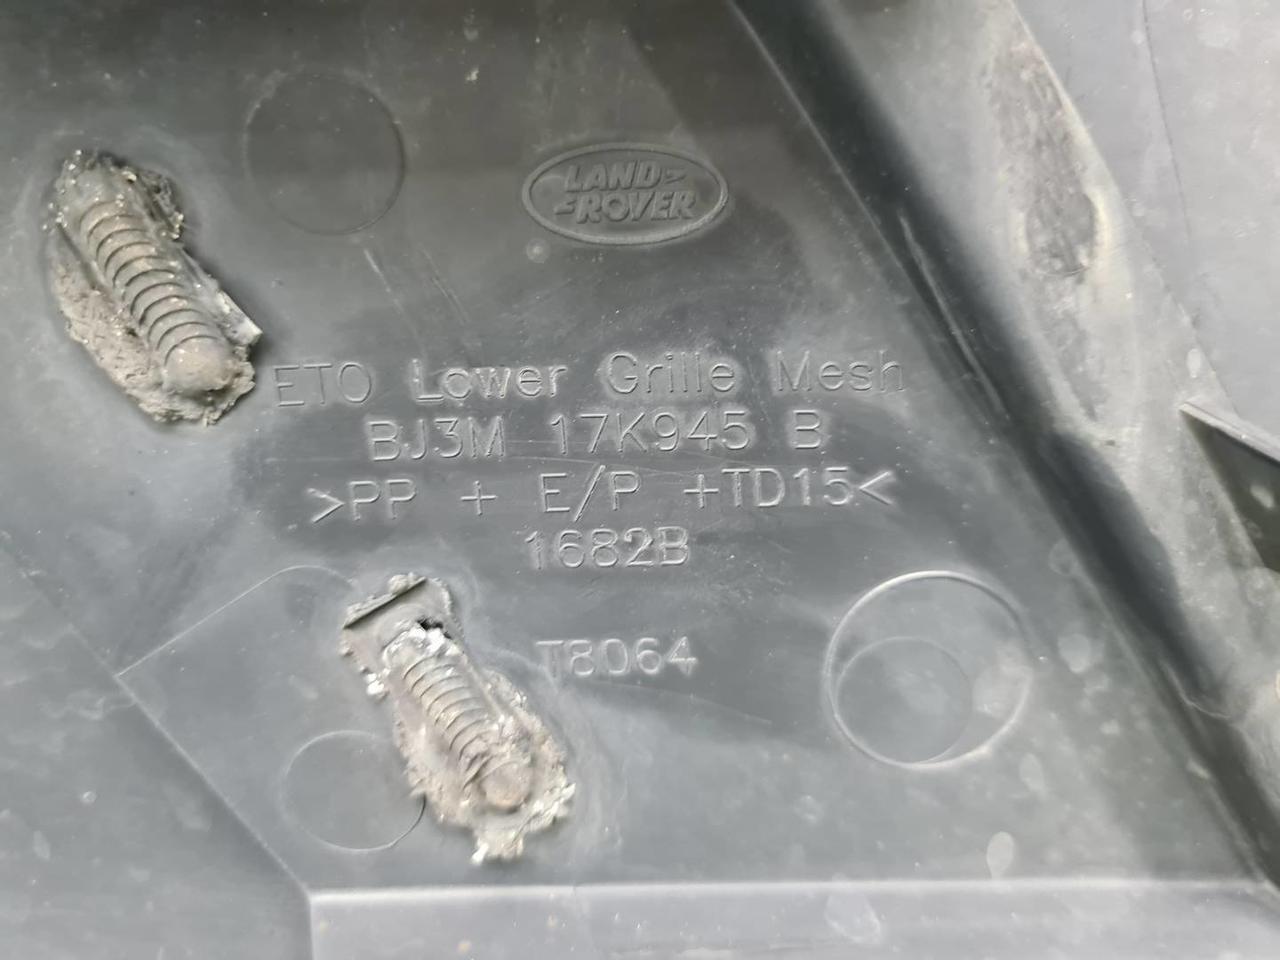 LAND
ROVER
ETO Lower Grille Mesh
BJ3M 17K945 B
>PP + E/P +TD15<
1682B
T8064